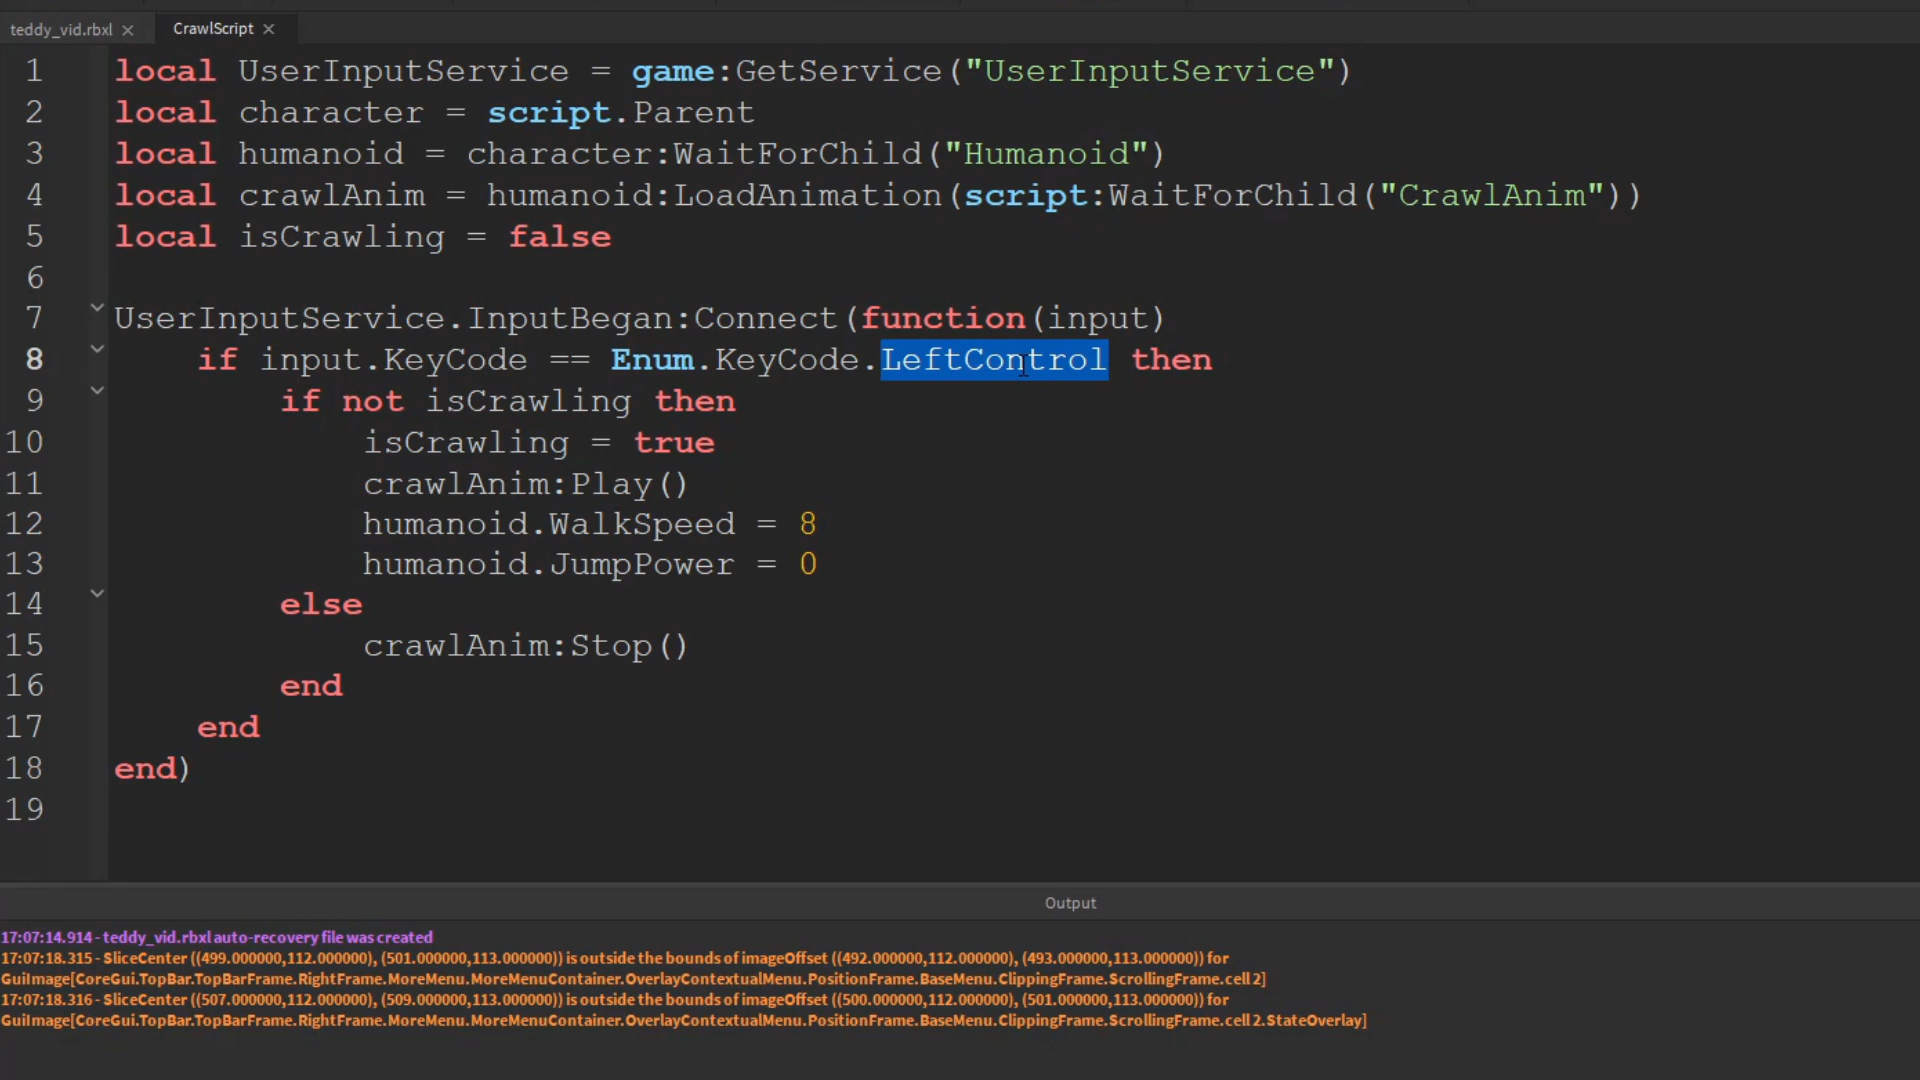 teddy_vid.rbxl × CrawlScript ×
1 local UserInputService = game:GetService("UserInputService")
2 local character = script.Parent
3 local humanoid = character:WaitForChild("Humanoid")
4 local crawlAnim = humanoid:LoadAnimation(script:WaitForChild("CrawlAnim"))
5 local isCrawling = false
6
7 UserInputService.InputBegan:Connect(function(input)
8 if input.KeyCode == Enum.KeyCode.LeftControl then
9 if not isCrawling then
10 isCrawling = true
11 crawlAnim:Play()
12 humanoid.WalkSpeed = 8
13 humanoid.JumpPower = 0
14 else
15 crawlAnim:Stop()
16 end
17 end
18 end)
19
Output
17:07:14.914 - teddy_vid.rbxl auto-recovery file was created
17:07:18.315 - SliceCenter ((499.000000,112.000000), (501.000000,113.000000)) is outside the bounds of imageOffset ((492.000000,112.000000), (493.000000,113.000000)) for
GuiImage[CoreGui.TopBar.TopBarFrame.RightFrame.MoreMenu.MoreMenuContainer.OverlayContextualMenu.PositionFrame.BaseMenu.ClippingFrame.ScrollingFrame.cell 2]
17:07:18.316 - SliceCenter ((507.000000,112.000000), (509.000000,113.000000)) is outside the bounds of imageOffset ((500.000000,112.000000), (501.000000,113.000000)) for
GuiImage[CoreGui.TopBar.TopBarFrame.RightFrame.MoreMenu.MoreMenuContainer.OverlayContextualMenu.PositionFrame.BaseMenu.ClippingFrame.ScrollingFrame.cell 2.StateOverlay]